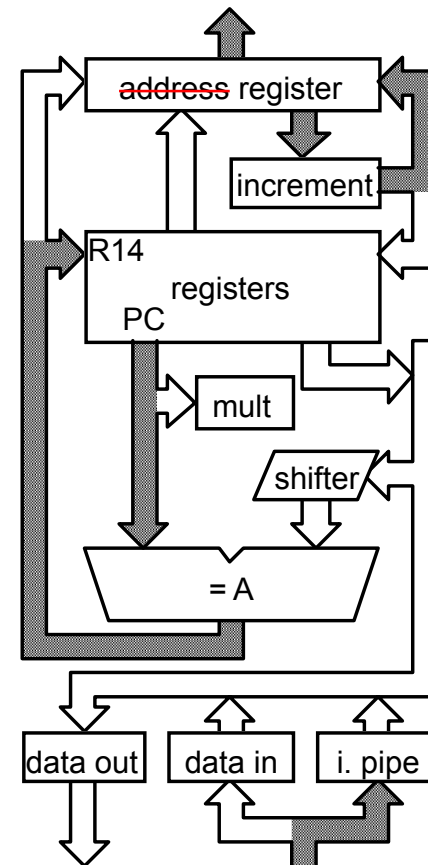 address register
increment
R14
registers
PC
mult
shifter
= A
data out
data in
i. pipe